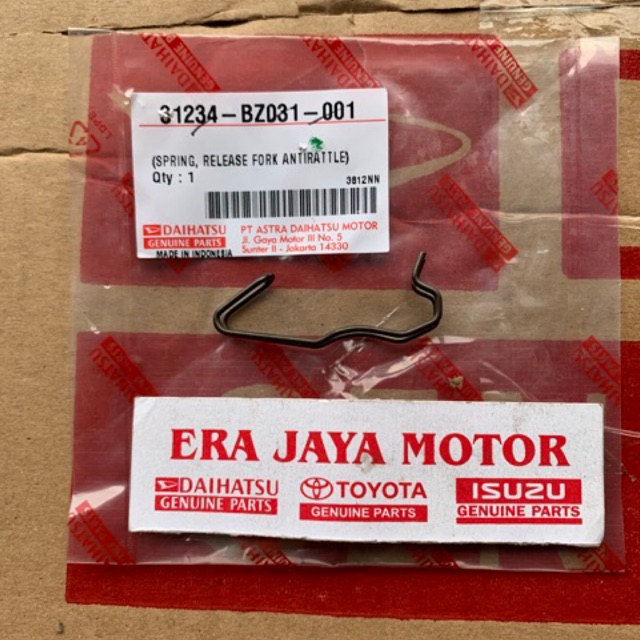 31234-BZ031-001
(SPRING, RELEASE FORK ANTIRATTLE)
Qty : 1
3812NN
DAIHATSU
GENUINE PARTS
MADE IN INDONESIA
PT ASTRA DAIHATSU MOTOR
Jl. Gaya Motor III No. 5
Sunter II - Jakarta 14330
ERA JAYA MOTOR
DAIHATSU
GENUINE PARTS
TOYOTA
GENUINE PARTS
ISUZU
GENUINE PARTS